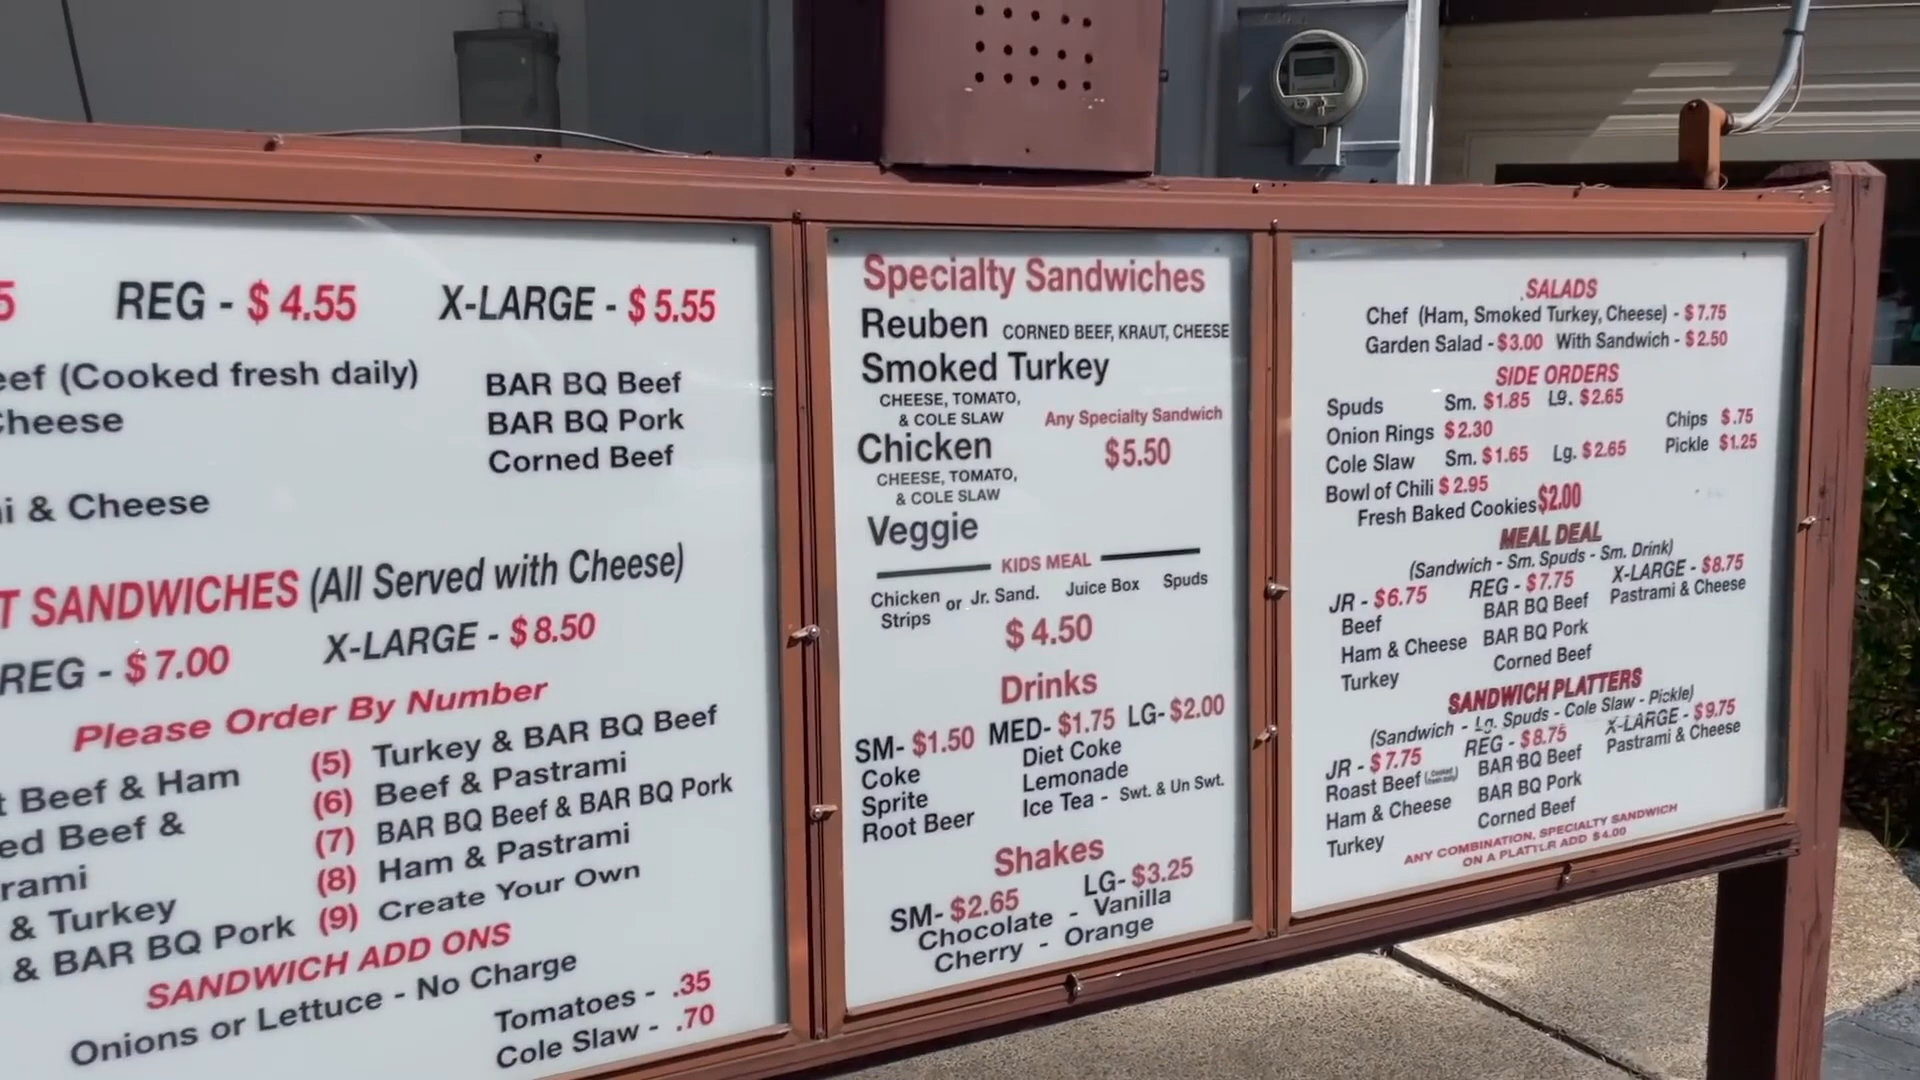 5 REG - $4.55 X-LARGE - $5.55
eef (Cooked fresh daily) BAR BQ Beef
Cheese BAR BQ Pork
Corned Beef
i & Cheese
T SANDWICHES (All Served with Cheese)
REG - $7.00 X-LARGE - $8.50
Please Order By Number
t Beef & Ham (5) Turkey & BAR BQ Beef
ed Beef & (6) Beef & Pastrami
rami (7) BAR BQ Beef & BAR BQ Pork
& Turkey (8) Ham & Pastrami
& BAR BQ Pork (9) Create Your Own
SANDWICH ADD ONS
Onions or Lettuce - No Charge
Tomatoes - .35
Cole Slaw - .70
Specialty Sandwiches
Reuben CORNED BEEF, KRAUT, CHEESE
Smoked Turkey
CHEESE, TOMATO,
& COLE SLAW Any Specialty Sandwich
Chicken $5.50
CHEESE, TOMATO,
& COLE SLAW
Veggie
KIDS MEAL
Chicken Strips or Jr. Sand. Juice Box Spuds
$4.50
Drinks
SM- $1.50 MED- $1.75 LG- $2.00
Coke Diet Coke
Sprite Lemonade
Root Beer Ice Tea - Swt. & Un Swt.
Shakes
SM- $2.65 LG- $3.25
Chocolate - Vanilla
Cherry - Orange
SALADS
Chef (Ham, Smoked Turkey, Cheese) - $7.75
Garden Salad - $3.00 With Sandwich - $2.50
SIDE ORDERS
Spuds Sm. $1.85 Lg. $2.65
Onion Rings $2.30 Chips $.75
Cole Slaw Sm. $1.65 Lg. $2.65 Pickle $1.25
Bowl of Chili $2.95
Fresh Baked Cookies $2.00
MEAL DEAL
(Sandwich - Sm. Spuds - Sm. Drink)
JR - $6.75 REG - $7.75 X-LARGE - $8.75
Beef BAR BQ Beef Pastrami & Cheese
Ham & Cheese BAR BQ Pork
Turkey Corned Beef
SANDWICH PLATTERS
(Sandwich - Lg. Spuds - Cole Slaw - Pickle)
JR - $7.75 REG - $8.75 X-LARGE - $9.75
Roast Beef (Cooked fresh daily) BAR BQ Beef Pastrami & Cheese
Ham & Cheese BAR BQ Pork
Turkey Corned Beef
ANY COMBINATION, SPECIALTY SANDWICH
ON A PLATTER ADD $4.00